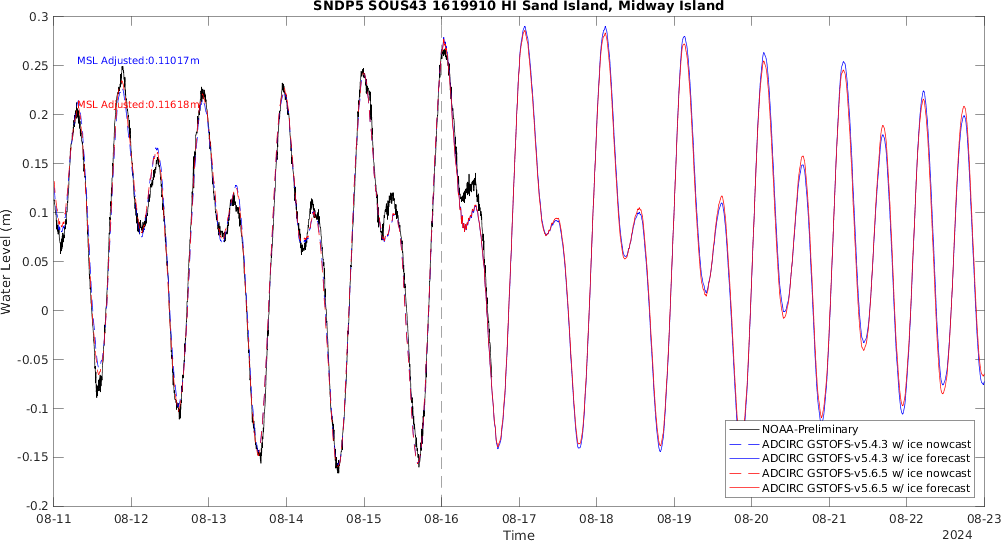 SNDP5 SOUS43 1619910 HI Sand Island, Midway Island
0.3
0.25
0.2
0.15
0.1
0.05
0
-0.05
-0.1
-0.15
-0.2
Water Level (m)
MSL Adjusted:0.11017m
MSL Adjusted:0.11618m
NOAA-Preliminary
ADCIRC GSTOFS-v5.4.3 w/ ice nowcast
ADCIRC GSTOFS-v5.4.3 w/ ice forecast
ADCIRC GSTOFS-v5.6.5 w/ ice nowcast
ADCIRC GSTOFS-v5.6.5 w/ ice forecast
08-11 08-12 08-13 08-14 08-15 08-16 08-17 08-18 08-19 08-20 08-21 08-22 08-23
Time
2024